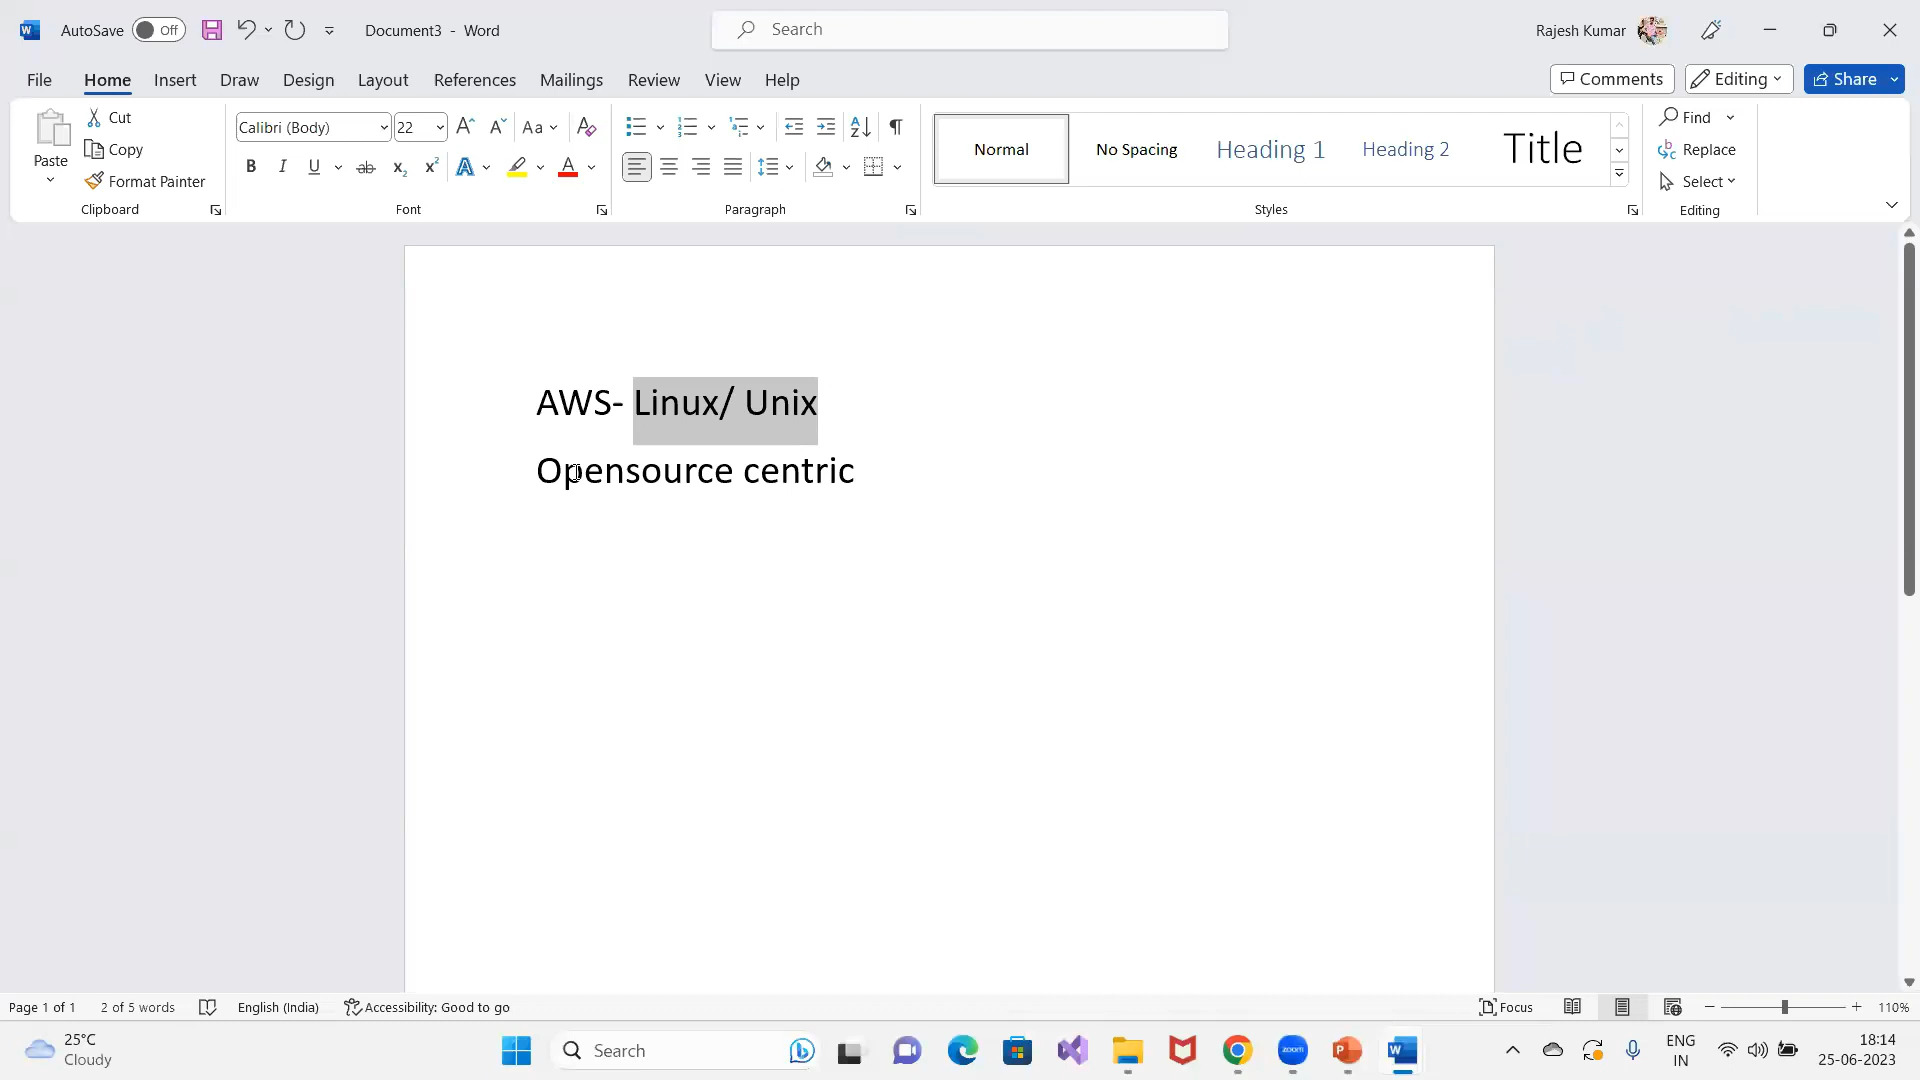 AutoSave Off Document3 - Word Search Rajesh Kumar
File Home Insert Draw Design Layout References Mailings Review View Help Comments Editing Share
Paste Cut Calibri (Body) 22 Aa Normal No Spacing Heading 1 Heading 2 Title Find
Copy Replace
Format Painter Select
Clipboard Font Paragraph Styles Editing
AWS- Linux/ Unix
Opensource centric
Page 1 of 1 2 of 5 words English (India) Accessibility: Good to go Focus 110%
25°C Search zoom ENG 18:14
Cloudy IN 25-06-2023